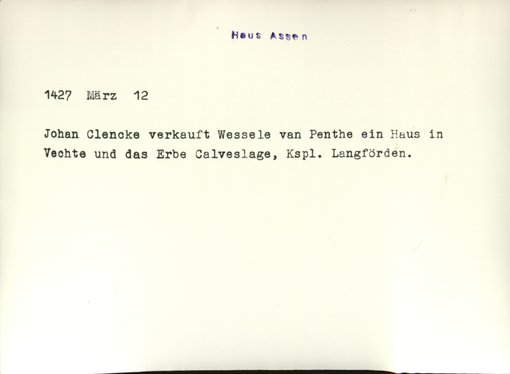 Haus Assen
1427 März 12
Johan Clencke verkauft Wessele van Penthe ein Haus in
Vechte und das Erbe Calveslage, Kspl. Langförden.